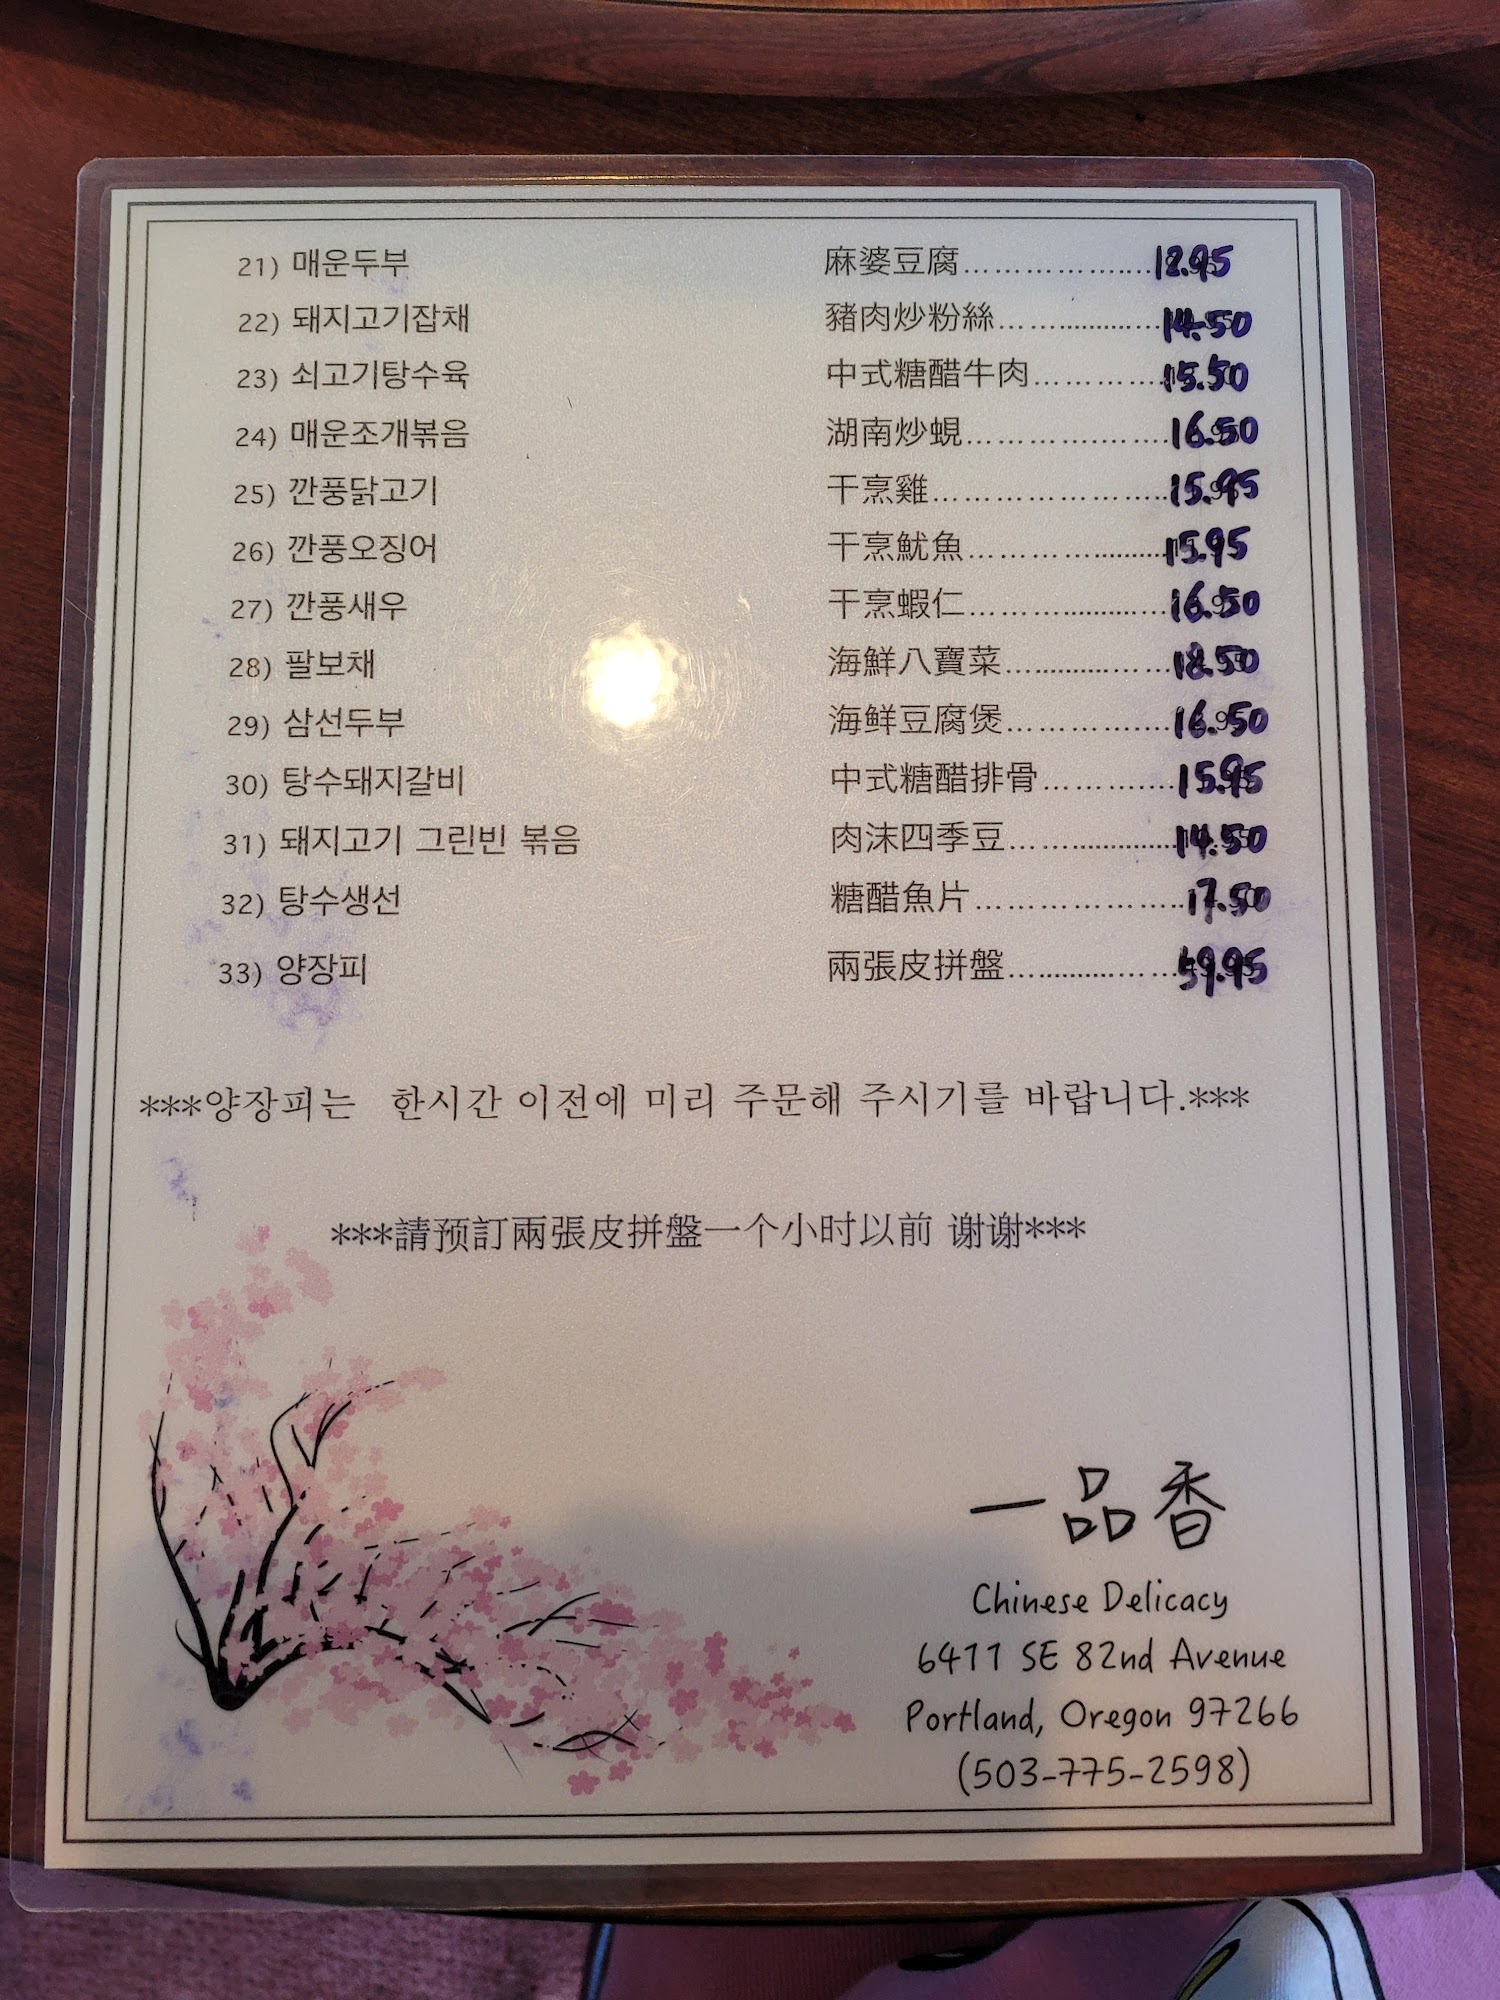 21) 매운두부 麻婆豆腐..................... 12.95
22) 돼지고기잡채 豬肉炒粉絲..................... 14.50
23) 쇠고기탕수육 中式糖醋牛肉..................... 15.50
24) 매운조개볶음 湖南炒蜆..................... 16.50
25) 깐풍닭고기 干烹雞..................... 15.95
26) 깐풍오징어 干烹魷魚..................... 15.95
27) 깐풍새우 干烹蝦仁..................... 16.50
28) 팔보채 海鮮八寶菜..................... 18.50
29) 삼선두부 海鲜豆腐煲..................... 16.50
30) 탕수돼지갈비 中式糖醋排骨..................... 15.95
31) 돼지고기 그린빈 볶음 肉沫四季豆..................... 14.50
32) 탕수생선 糖醋魚片..................... 17.50
33) 양장피 兩張皮拼盤..................... 59.95
***양장피는 한시간 이전에 미리 주문해 주시기를 바랍니다.***
***請预訂兩張皮拼盤一个小时以前 谢谢***
一品香
Chinese Delicacy
6411 SE 82nd Avenue
Portland, Oregon 97266
(503-775-2598)